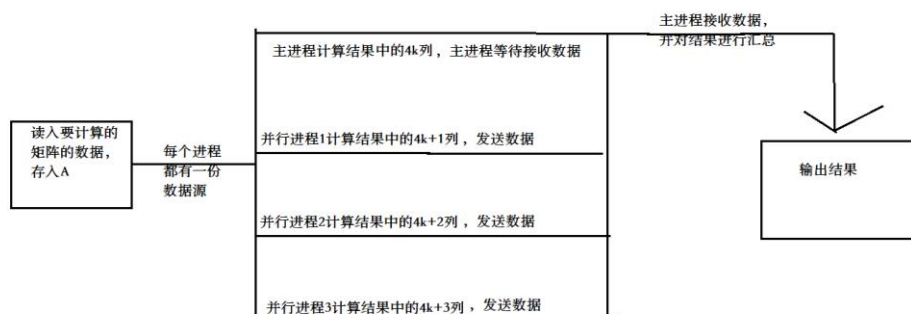 读入要计算的
矩阵的数据，
存入A
每个进程
都有一份
数据源
主进程计算结果中的4k列，主进程等待接收数据
并行进程1计算结果中的4k+1列，发送数据
并行进程2计算结果中的4k+2列，发送数据
并行进程3计算结果中的4k+3列，发送数据
主进程接收数据，
并对结果进行汇总
输出结果